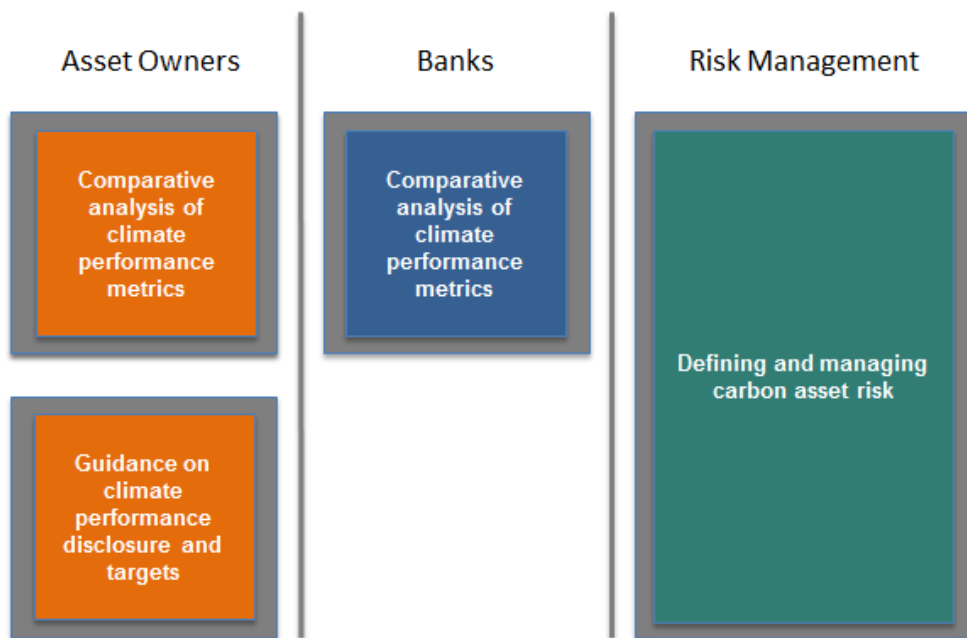 Asset Owners
Banks
Risk Management
Comparative
analysis of
climate
performance
metrics
Comparative
analysis of
climate
performance
metrics
Defining and managing
carbon asset risk
Guidance on
climate
performance
disclosure and
targets